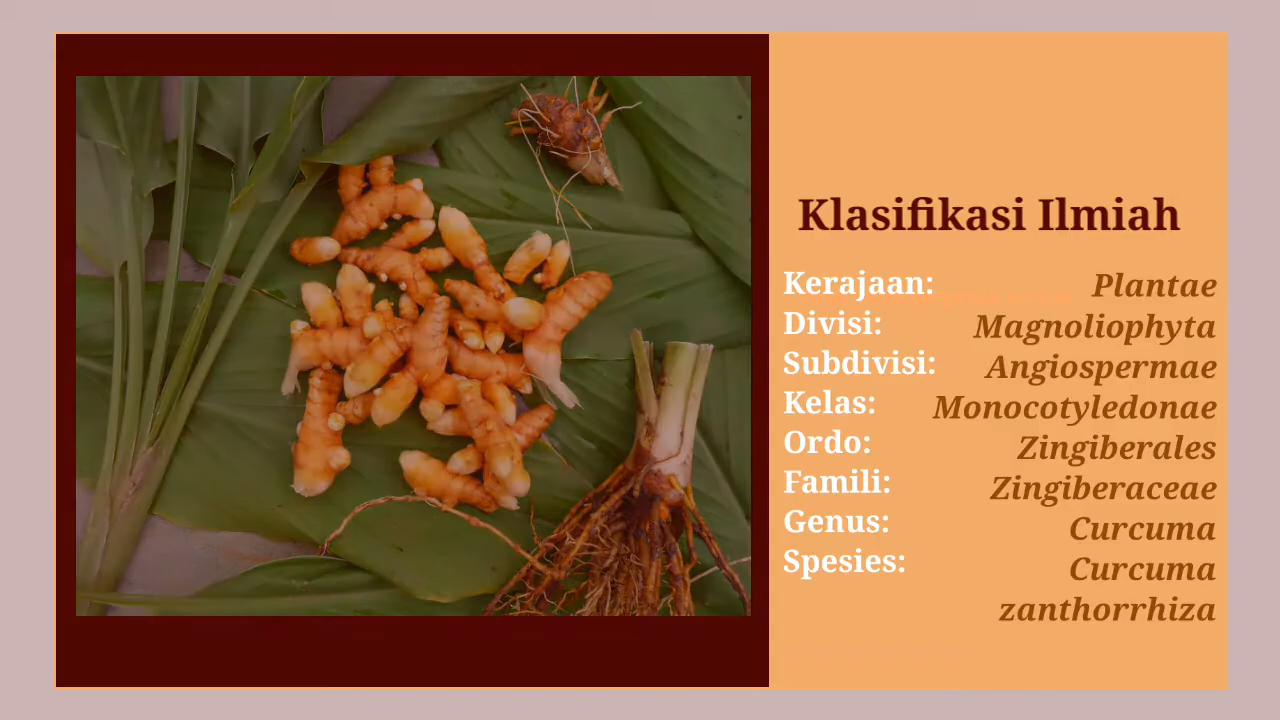 Klasifikasi Ilmiah
Kerajaan: Plantae
Divisi: Magnoliophyta
Subdivisi: Angiospermae
Kelas: Monocotyledonae
Ordo: Zingiberales
Famili: Zingiberaceae
Genus: Curcuma
Spesies: Curcuma
zanthorrhiza